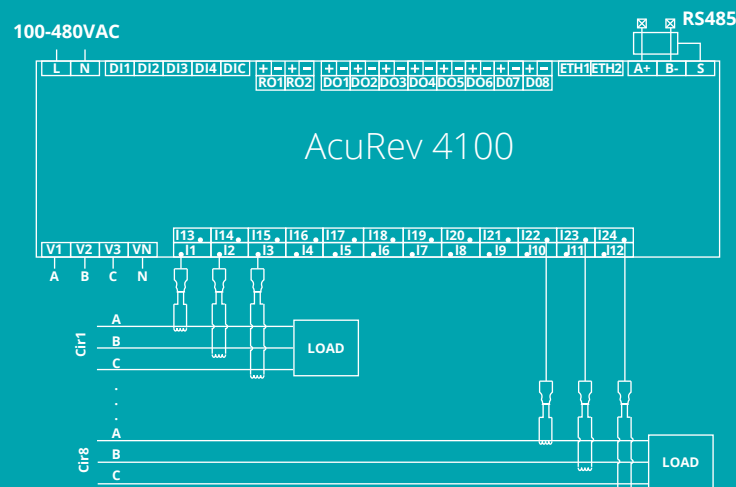 RS485
100-480VAC
L N DI1 DI2 DI3 DI4 DIC + - + - + - + - + - + - + - + - + - + - ETH1 ETH2 A+ B- S
RO1 RO2 DO1 DO2 DO3 DO4 DO5 DO6 D07 D08
AcuRev 4100
I13 I14 I15 I16 I17 I18 I19 I20 I21 I22 I23 I24
V1 V2 V3 VN I1 I2 I3 I4 I5 I6 I7 I8 I9 I10 I11 I12
A B C N
Cir1
A
B
C
LOAD
.
.
.
Cir8
A
B
C
LOAD